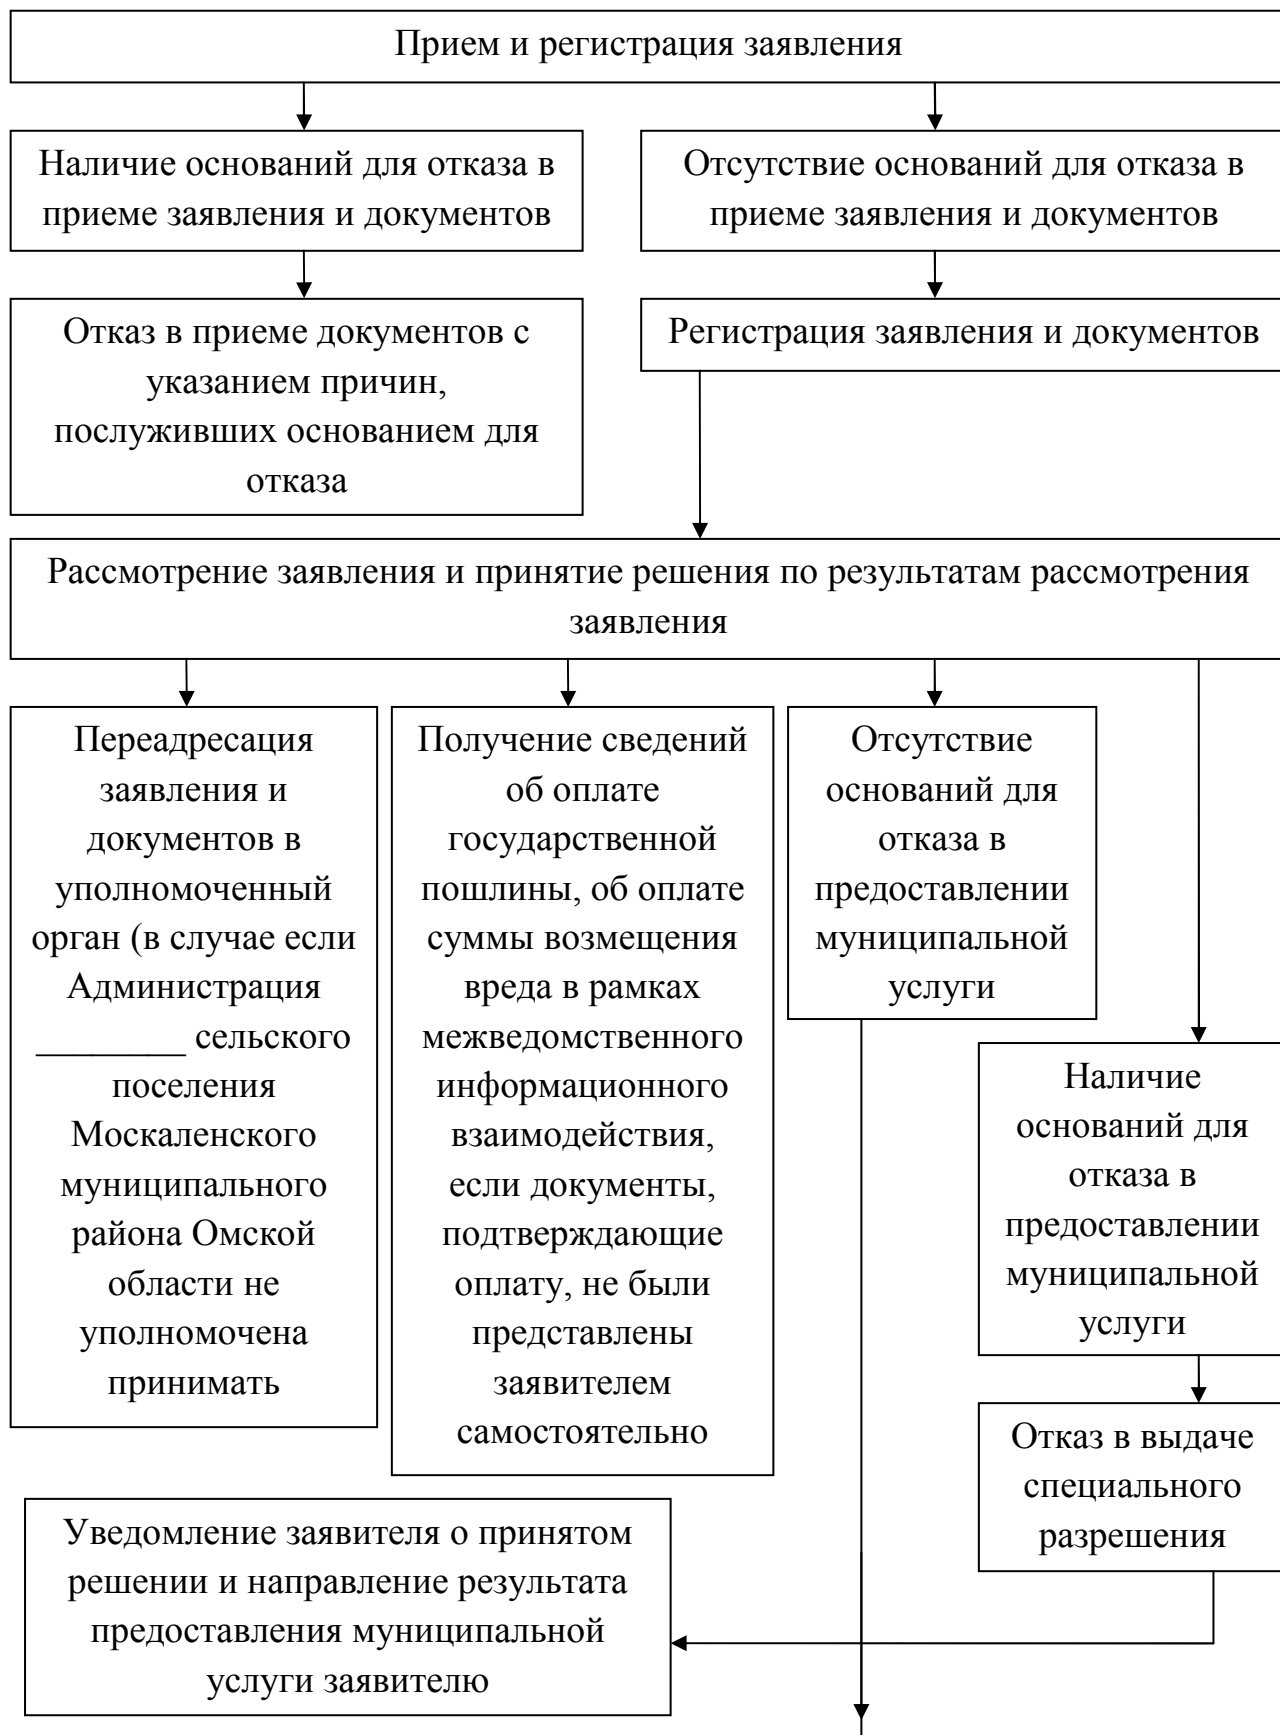 Прием и регистрация заявления
Наличие оснований для отказа в
приеме заявления и документов
Отсутствие оснований для отказа в
приеме заявления и документов
Отказ в приеме документов с
указанием причин,
послуживших основанием для
отказа
Регистрация заявления и документов
Рассмотрение заявления и принятие решения по результатам рассмотрения
заявления
Переадресация
заявления и
документов в
уполномоченный
орган (в случае если
Администрация
________ сельского
поселения
Москаленского
муниципального
района Омской
области не
уполномочена
принимать
Получение сведений
об оплате
государственной
пошлины, об оплате
суммы возмещения
вреда в рамках
межведомственного
информационного
взаимодействия,
если документы,
подтверждающие
оплату, не были
представлены
заявителем
самостоятельно
Отсутствие
оснований для
отказа в
предоставлении
муниципальной
услуги
Наличие
оснований для
отказа в
предоставлении
муниципальной
услуги
Отказ в выдаче
специального
разрешения
Уведомление заявителя о принятом
решении и направление результата
предоставления муниципальной
услуги заявителю